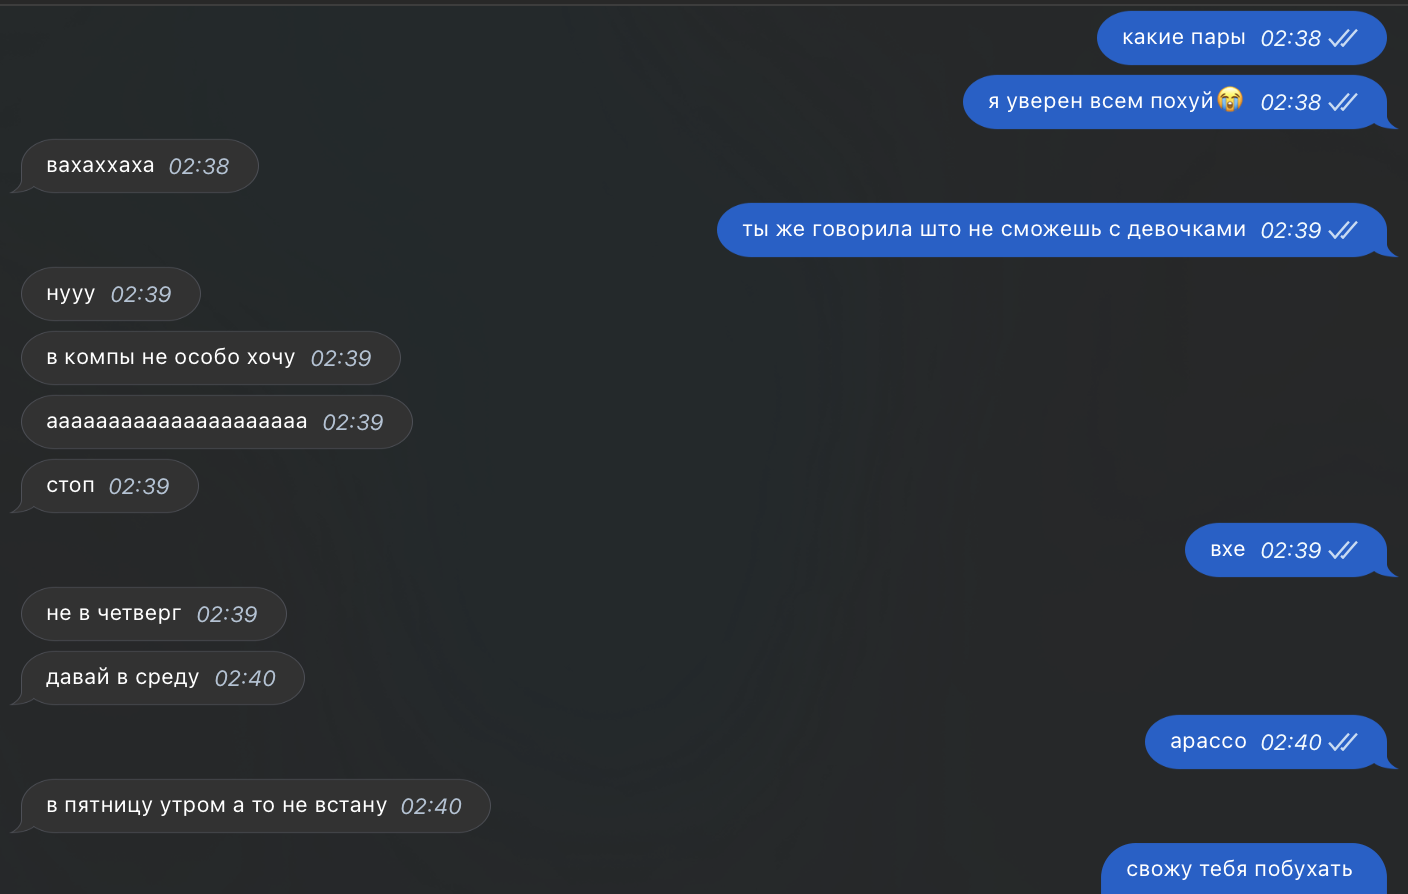 какие пары 02:38
я уверен всем похуй😭 02:38
вахаххаха 02:38
ты же говорила што не сможешь с девочками 02:39
нууу 02:39
в компы не особо хочу 02:39
ааааааааааааааааааааа 02:39
стоп 02:39
вхе 02:39
не в четверг 02:39
давай в среду 02:40
арассо 02:40
в пятницу утром а то не встану 02:40
свожу тебя побухать